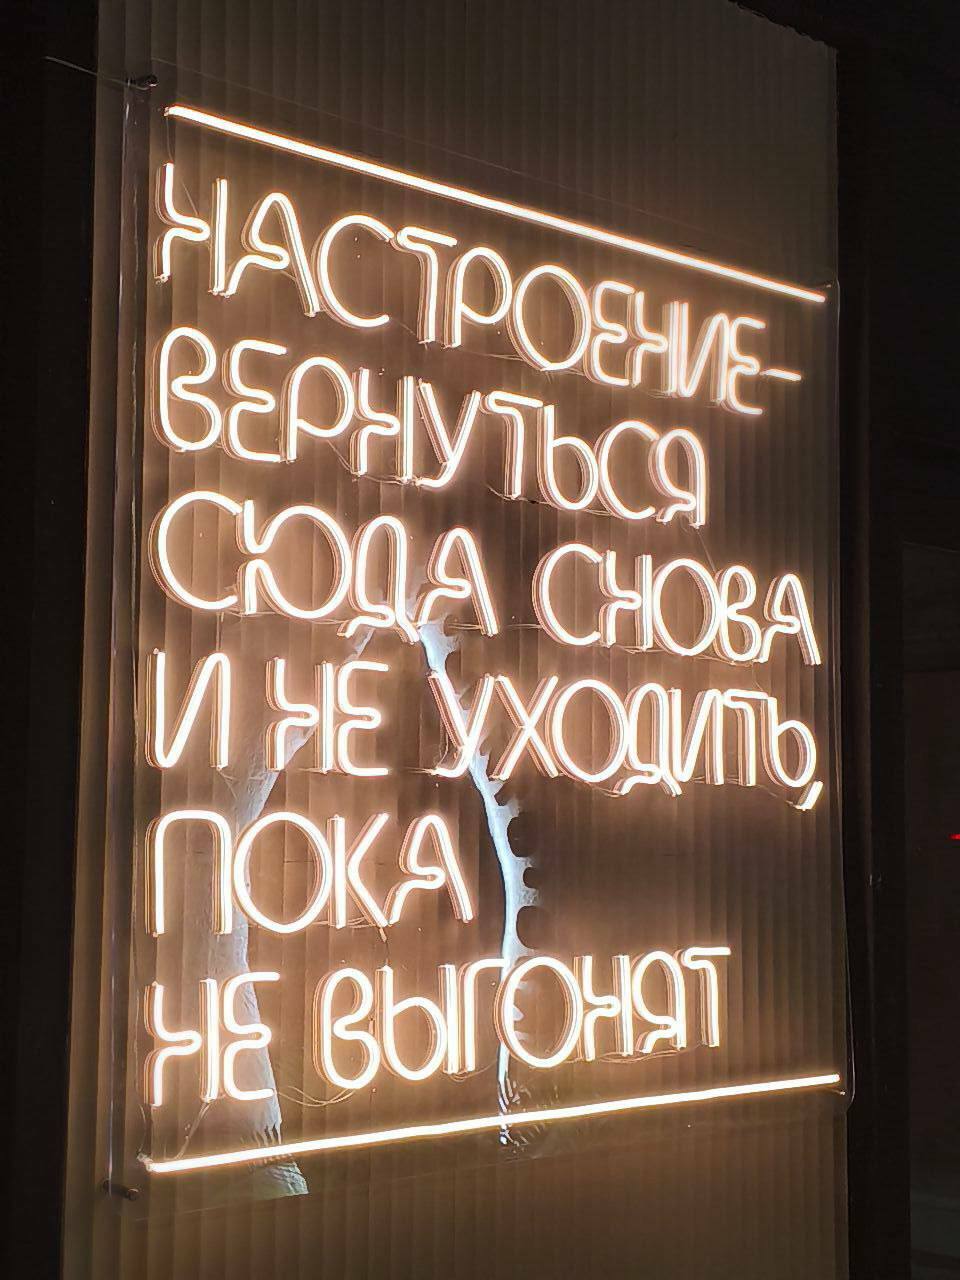 НАСТРОЕНИЕ-
ВЕРНУТЬСЯ
СЮДА СНОВА
И НЕ УХОДИТЬ,
ПОКА
НЕ ВЫГОНЯТ